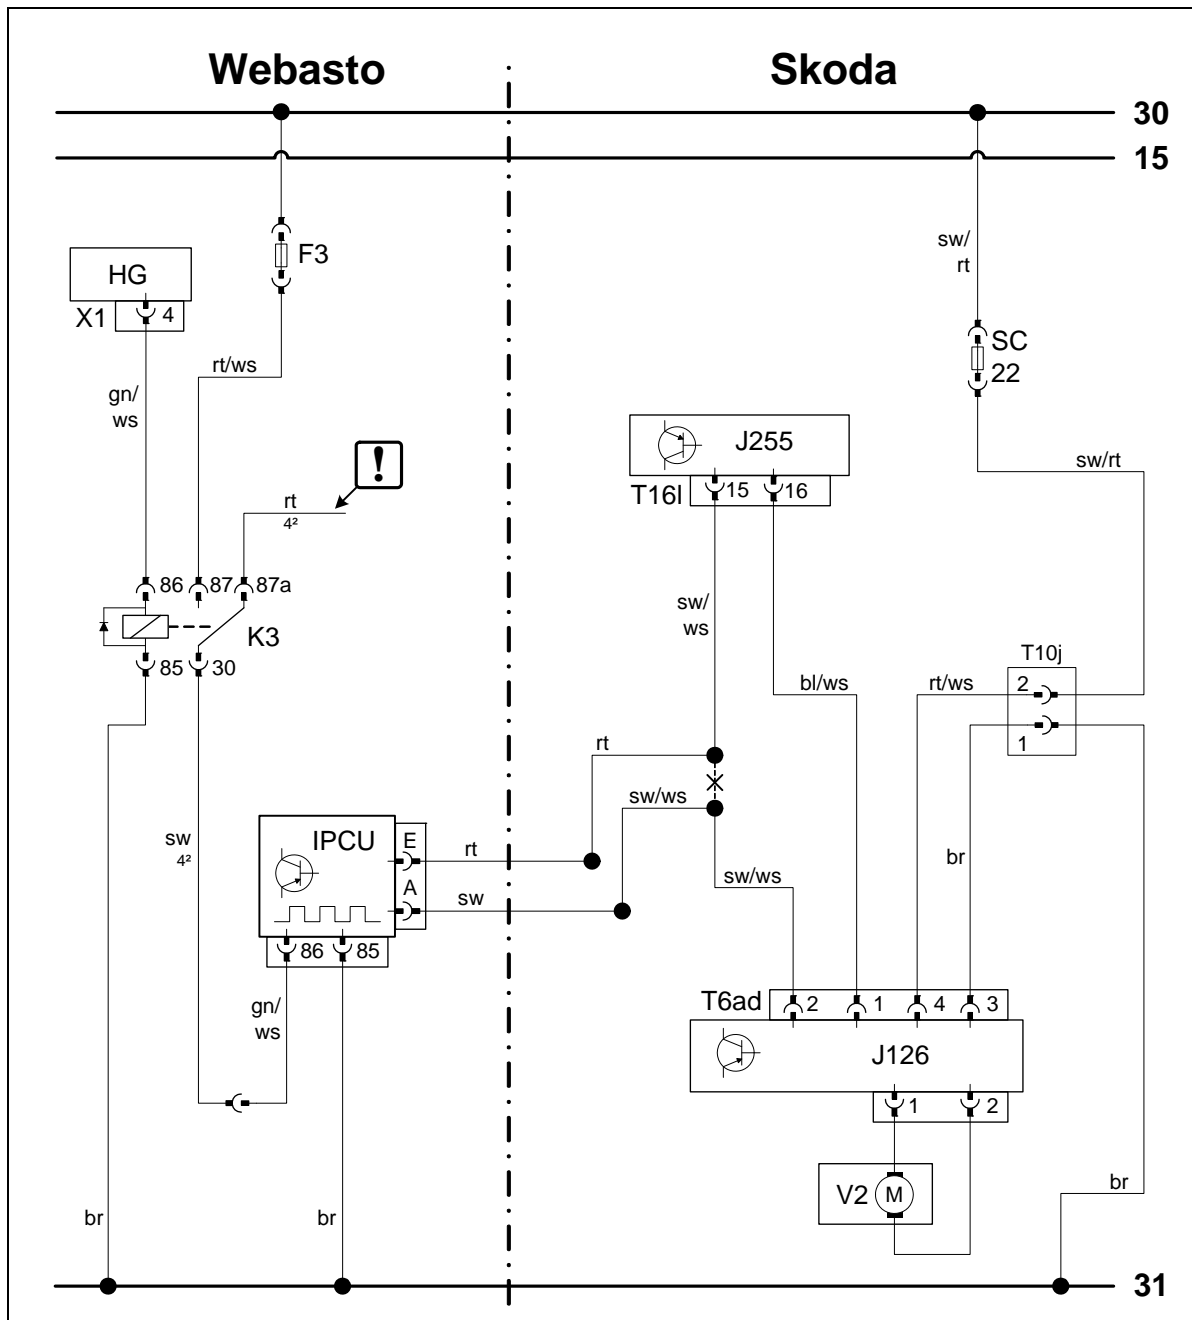 Webasto
Skoda
30
15
F3
HG
X1
4
rt/ws
gn/
ws
!
rt
4²
86
87
87a
K3
85
30
sw
4²
IPCU
E
A
rt
sw
86
85
gn/
ws
br
br
sw/
rt
SC
22
J255
T16l
15
16
sw/rt
sw/
ws
T10j
bl/ws
rt/ws
2
1
rt
sw/ws
br
sw/ws
T6ad
2
1
4
3
J126
1
2
V2
M
br
31